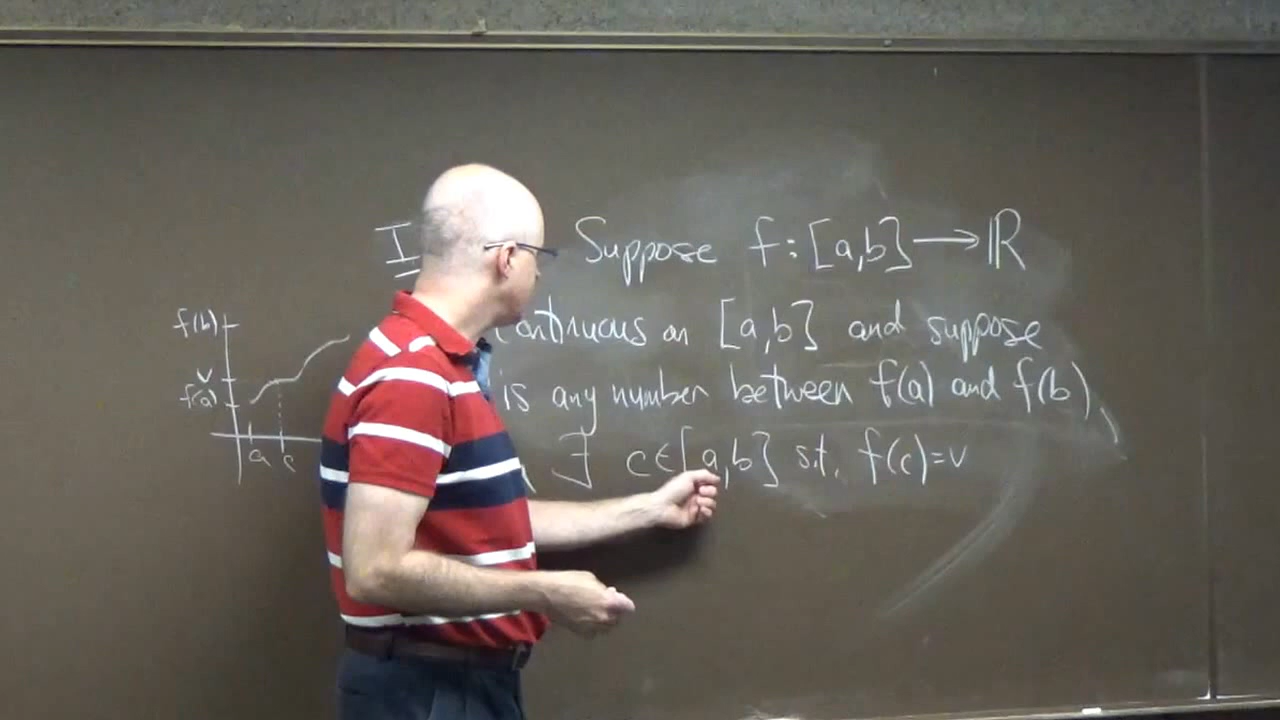 I Suppose f: [a,b] → ℝ
continuous on [a,b] and suppose
is any number between f(a) and f(b),
∃ c∈[a,b] s.t. f(c)=v
f(b)
v
f(a)
a c